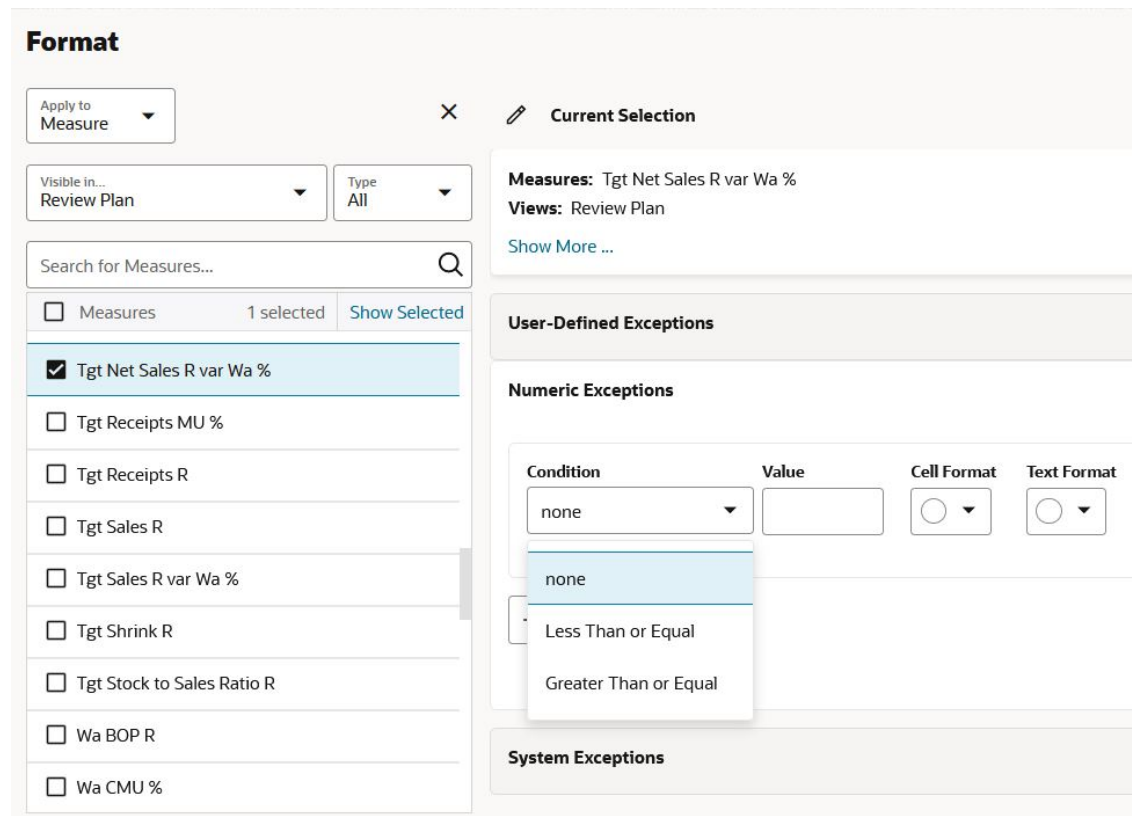 Format
Apply to
Measure
Visible in...
Review Plan
Type
All
Search for Measures...
Measures 1 selected Show Selected
Tgt Net Sales R var Wa %
Tgt Receipts MU %
Tgt Receipts R
Tgt Sales R
Tgt Sales R var Wa %
Tgt Shrink R
Tgt Stock to Sales Ratio R
Wa BOP R
Wa CMU %
Current Selection
Measures: Tgt Net Sales R var Wa %
Views: Review Plan
Show More ...
User-Defined Exceptions
Numeric Exceptions
Condition Value Cell Format Text Format
none
none
Less Than or Equal
Greater Than or Equal
System Exceptions